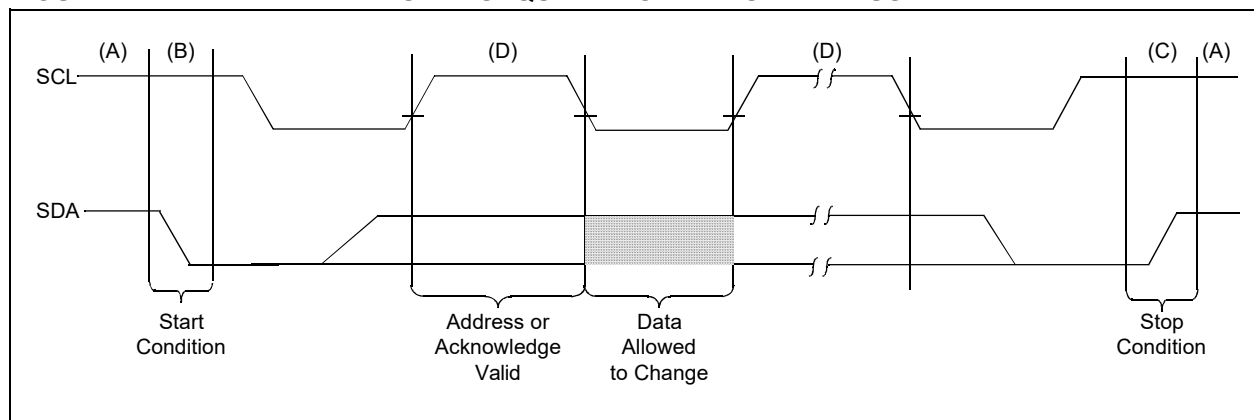 (A) (B) (D) (D) (C) (A)
SCL
SDA
Start
Condition
Address or
Acknowledge
Valid
Data
Allowed
to Change
Stop
Condition